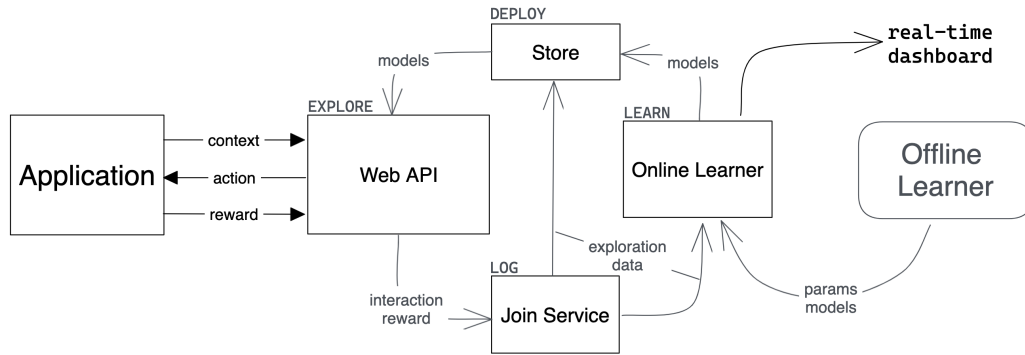 DEPLOY
Store
real-time
dashboard
models
models
EXPLORE
LEARN
Application
context
action
reward
Web API
Online Learner
Offline
Learner
exploration
data
LOG
interaction
reward
Join Service
params
models